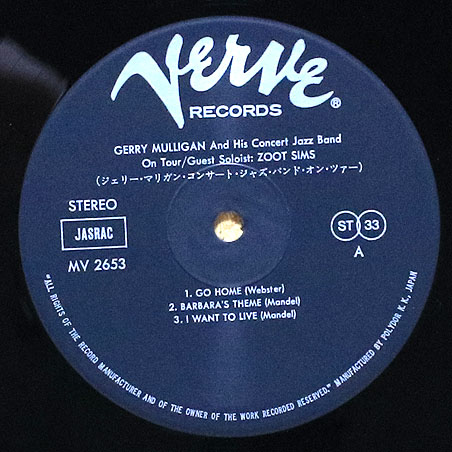 Verve
RECORDS ®
GERRY MULLIGAN And His Concert Jazz Band
On Tour/Guest Soloist: ZOOT SIMS
(ジェリー・マリガン・コンサート・ジャズ・バンド・オン・ツァー)
STEREO
JASRAC
MV 2653
ST 33
A
1. GO HOME (Webster)
2. BARBARA'S THEME (Mandel)
3. I WANT TO LIVE (Mandel)
"ALL RIGHTS OF THE RECORD MANUFACTURER AND OF THE OWNER OF THE WORK RECORDED RESERVED." MANUFACTURED BY POLYDOR K. K., JAPAN